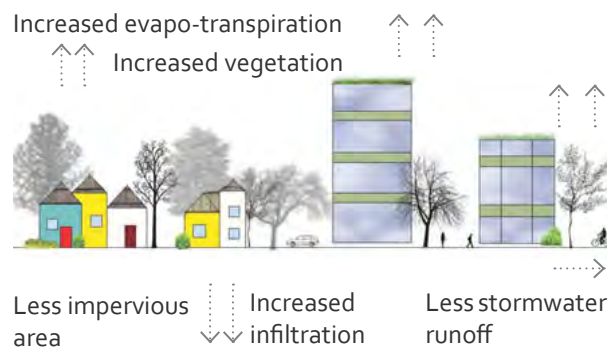 Increased evapo-transpiration
Increased vegetation
Less impervious
area
Increased
infiltration
Less stormwater
runoff